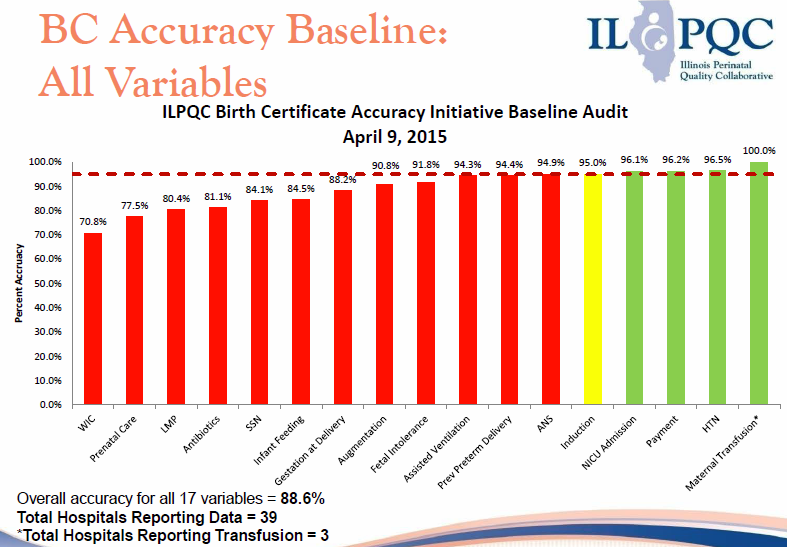 BC Accuracy Baseline:
All Variables
IL PQC
Illinois Perinatal
Quality Collaborative
ILPQC Birth Certificate Accuracy Initiative Baseline Audit
April 9, 2015
Percent Accruacy
100.0%
90.0%
80.0%
70.0%
60.0%
50.0%
40.0%
30.0%
20.0%
10.0%
0.0%
70.8%
77.5%
80.4%
81.1%
84.1%
84.5%
88.2%
90.8%
91.8%
94.3%
94.4%
94.9%
95.0%
96.1%
96.2%
96.5%
100.0%
WIC
Prenatal Care
LMP
Antibiotics
SSN
Infant Feeding
Gestation at Delivery
Augmentation
Fetal Intolerance
Assisted Ventilation
Prev Preterm Delivery
ANS
Induction
NICU Admission
Payment
HTN
Maternal Transfusion*
Overall accuracy for all 17 variables = 88.6%
Total Hospitals Reporting Data = 39
*Total Hospitals Reporting Transfusion = 3